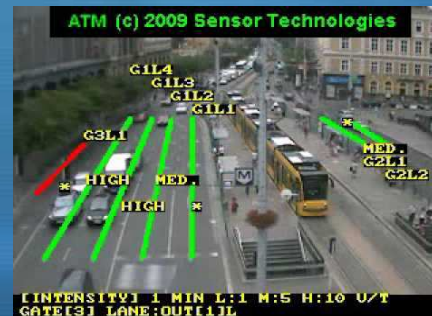 ATM (c) 2009 Sensor Technologies
G1L4
G1L3
G1L2
G1L1
G3L1
*
MED.
G2L1
G2L2
*
HIGH
MED.
HIGH
*
M
[INTENSITY] 1 MIN L:1 M:5 H:10 V/T
GATE[3] LANE:OUT[1]L